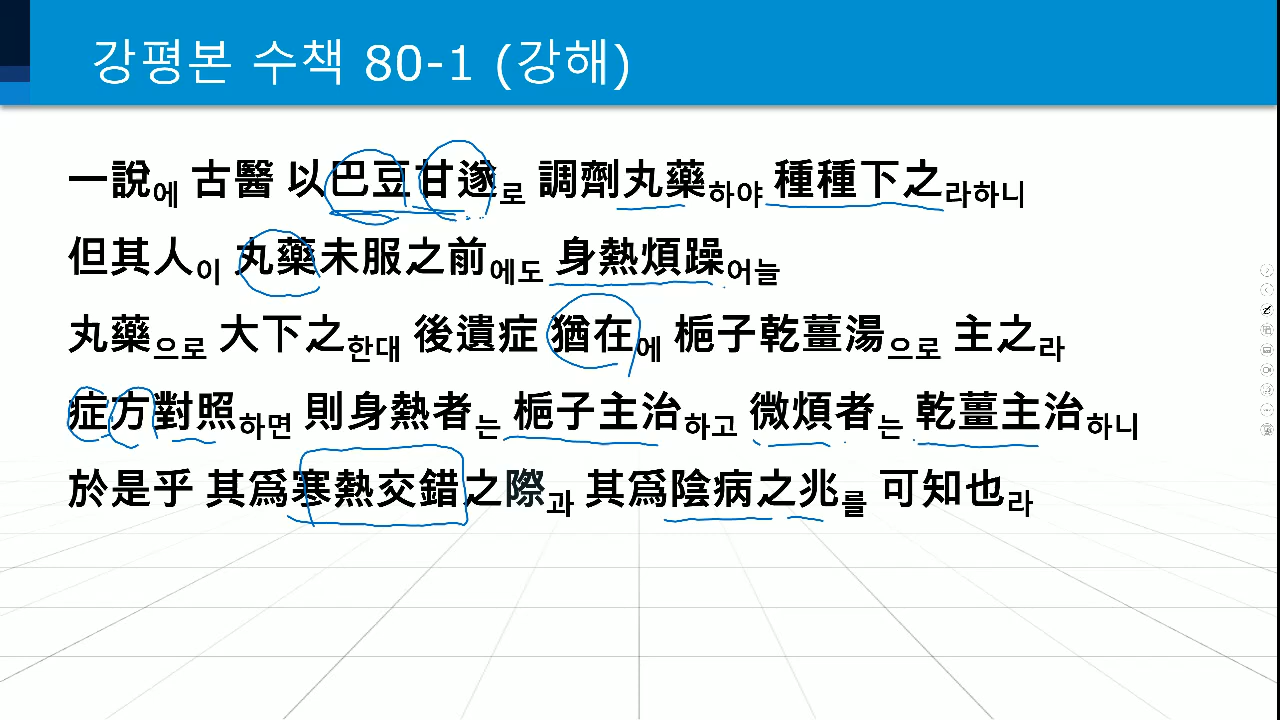 강평본 수책 80-1 (강해)
一說에 古醫 以巴豆甘遂로 調劑丸藥하야 種種下之라하니
但其人이 丸藥未服之前에도 身熱煩躁어늘
丸藥으로 大下之한대 後遺症 猶在에 梔子乾薑湯으로 主之라
症方對照하면 則身熱者는 梔子主治하고 微煩者는 乾薑主治하니
於是乎 其爲寒熱交錯之際과 其爲陰病之兆를 可知也라